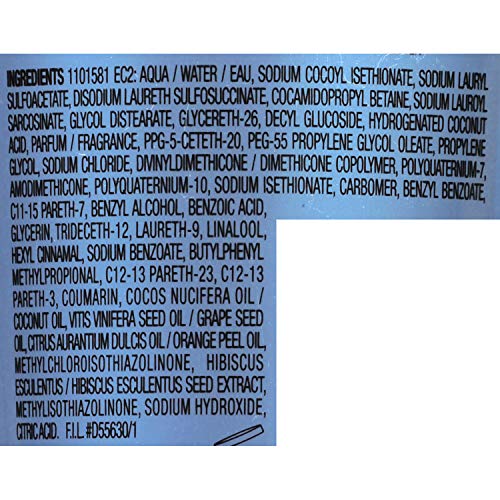 INGREDIENTS 1101581 EC2: AQUA / WATER / EAU, SODIUM COCOYL ISETHIONATE, SODIUM LAURYL
SULFOACETATE, DISODIUM LAURETH SULFOSUCCINATE, COCAMIDOPROPYL BETAINE, SODIUM LAUROYL
SARCOSINATE, GLYCOL DISTEARATE, GLYCERETH-26, DECYL GLUCOSIDE, HYDROGENATED COCONUT
ACID, PARFUM / FRAGRANCE, PPG-5-CETETH-20, PEG-55 PROPYLENE GLYCOL OLEATE, PROPYLENE
GLYCOL, SODIUM CHLORIDE, DIVINYLDIMETHICONE / DIMETHICONE COPOLYMER, POLYQUATERNIUM-7,
AMODIMETHICONE, POLYQUATERNIUM-10, SODIUM ISETHIONATE, CARBOMER, BENZYL BENZOATE,
C11-15 PARETH-7, BENZYL ALCOHOL, BENZOIC ACID,
GLYCERIN, TRIDECETH-12, LAURETH-9, LINALOOL,
HEXYL CINNAMAL, SODIUM BENZOATE, BUTYLPHENYL
METHYLPROPIONAL, C12-13 PARETH-23, C12-13
PARETH-3, COUMARIN, COCOS NUCIFERA OIL /
COCONUT OIL, VITIS VINIFERA SEED OIL / GRAPE SEED
OIL, CITRUS AURANTIUM DULCIS OIL / ORANGE PEEL OIL,
METHYLCHLOROISOTHIAZOLINONE, HIBISCUS
ESCULENTUS / HIBISCUS ESCULENTUS SEED EXTRACT,
METHYLISOTHIAZOLINONE, SODIUM HYDROXIDE,
CITRIC ACID. F.I.L. #D55630/1